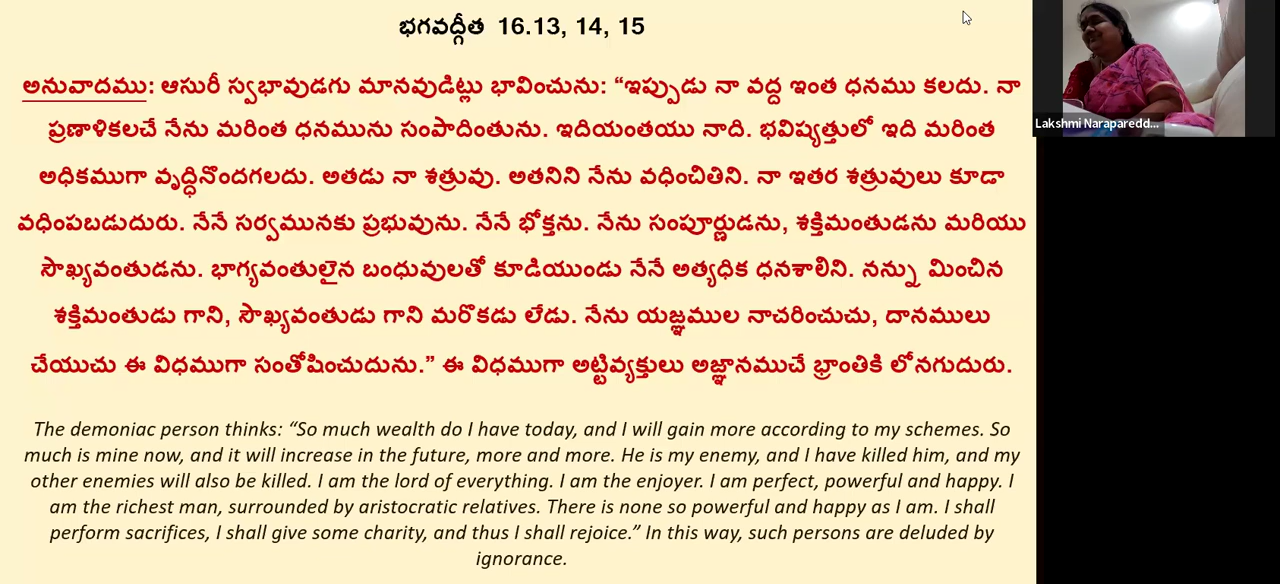 భగవద్గీత 16.13, 14, 15
అనువాదము: ఆసురీ స్వభావుడగు మానవుడిట్లు భావించును: “ఇప్పుడు నా వద్ద ఇంత ధనము కలదు. నా
ప్రణాళికలచే నేను మరింత ధనమును సంపాదింతును. ఇదియంతయు నాది. భవిష్యత్తులో ఇది మరింత
అధికముగా వృద్ధినొందగలదు. అతడు నా శత్రువు. అతనిని నేను వధించితిని. నా ఇతర శత్రువులు కూడా
వధింపబడుదురు. నేనే సర్వమునకు ప్రభువును. నేనే భోక్తను. నేను సంపూర్ణుడను, శక్తిమంతుడను మరియు
సౌఖ్యవంతుడను. భాగ్యవంతులైన బంధువులతో కూడియుండు నేనే అత్యధిక ధనశాలిని. నన్ను మించిన
శక్తిమంతుడు గాని, సౌఖ్యవంతుడు గాని మరొకడు లేడు. నేను యజ్ఞముల నాచరించుచు, దానములు
చేయుచు ఈ విధముగా సంతోషించుదును.” ఈ విధముగా అట్టివ్యక్తులు అజ్ఞానముచే భ్రాంతికి లోనగుదురు.
The demoniac person thinks: “So much wealth do I have today, and I will gain more according to my schemes. So
much is mine now, and it will increase in the future, more and more. He is my enemy, and I have killed him, and my
other enemies will also be killed. I am the lord of everything. I am the enjoyer. I am perfect, powerful and happy. I
am the richest man, surrounded by aristocratic relatives. There is none so powerful and happy as I am. I shall
perform sacrifices, I shall give some charity, and thus I shall rejoice.” In this way, such persons are deluded by
ignorance.
Lakshmi Naraparedd...